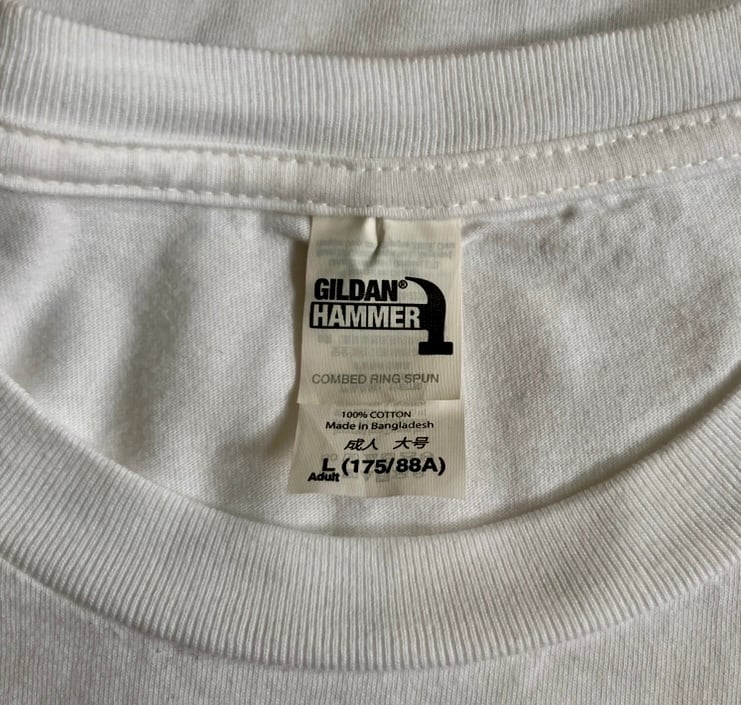 GILDAN®
HAMMER
COMBED RING SPUN
100% COTTON
Made in Bangladesh
成人 大号
L (175/88A)
Adult